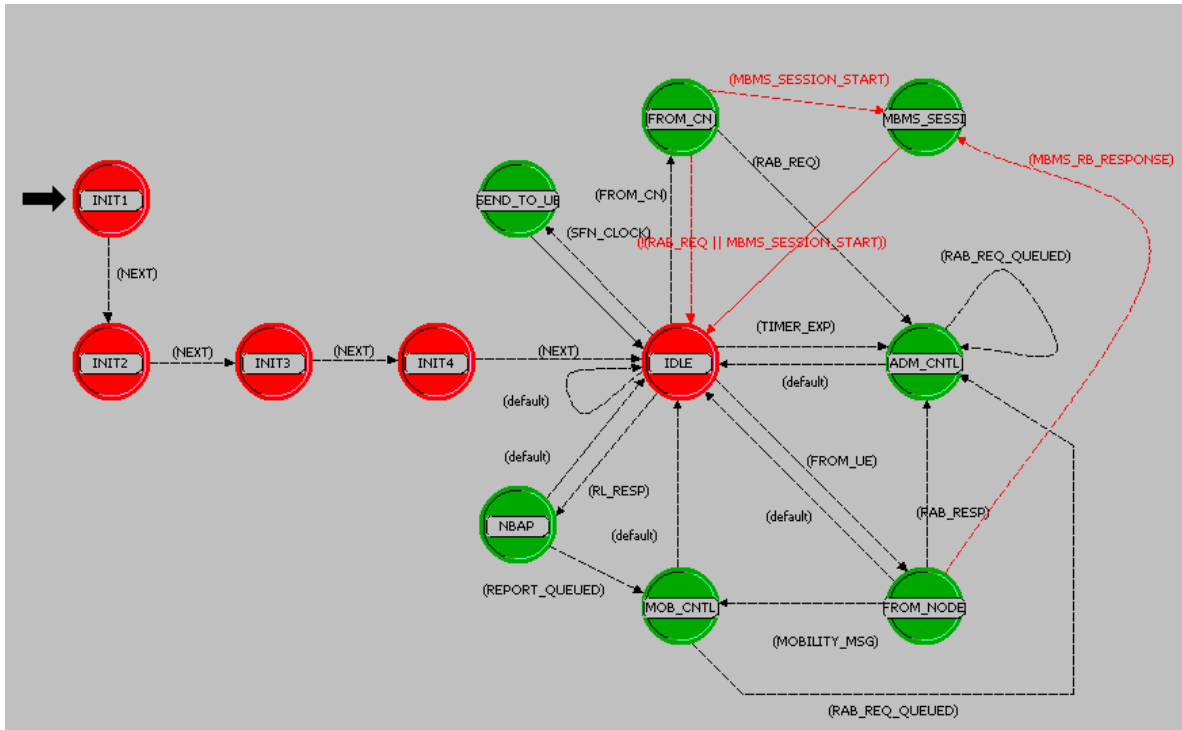 (MBMS_SESSION_START)
FROM_CN
MBMS_SESSI
(RAB_REQ)
(MBMS_RB_RESPONSE)
INIT1
SEND_TO_UE
(FROM_CN)
(SFN_CLOCK)
(!(RAB_REQ || MBMS_SESSION_START))
(RAB_REQ_QUEUED)
(NEXT)
(TIMER_EXP)
INIT2
(NEXT)
INIT3
(NEXT)
INIT4
(NEXT)
IDLE
ADM_CNTL
(default)
(default)
(default)
(FROM_UE)
(RL_RESP)
(RAB_RESP)
(default)
(default)
NBAP
(REPORT_QUEUED)
MOB_CNTL
FROM_NODE
(MOBILITY_MSG)
(RAB_REQ_QUEUED)